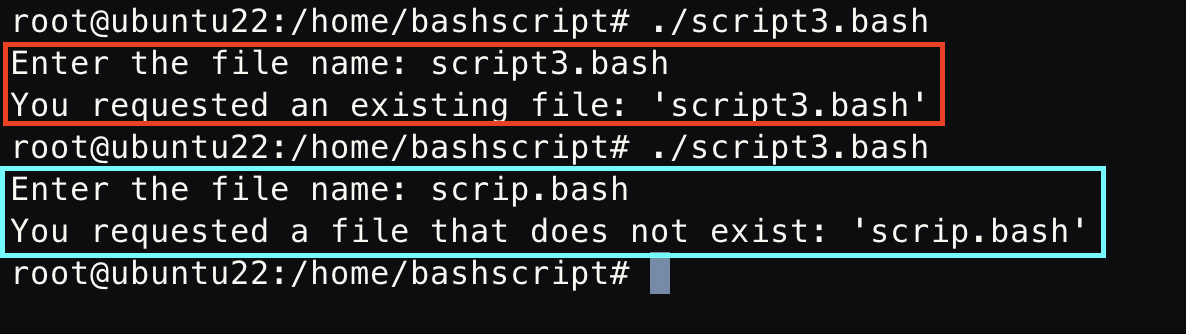 root@ubuntu22:/home/bashscript# ./script3.bash
Enter the file name: script3.bash
You requested an existing file: 'script3.bash'
root@ubuntu22:/home/bashscript# ./script3.bash
Enter the file name: scrip.bash
You requested a file that does not exist: 'scrip.bash'
root@ubuntu22:/home/bashscript#